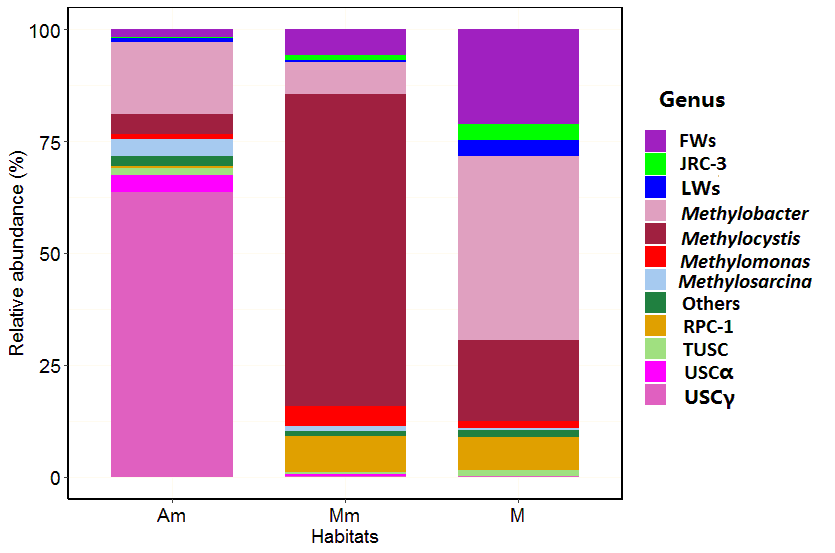 100
75
50
25
0
Relative abundance (%)
Am
Mm
M
Habitats
Genus
FWs
JRC-3
LWs
Methylobacter
Methylocystis
Methylomonas
Methylosarcina
Others
RPC-1
TUSC
USCα
USCγ